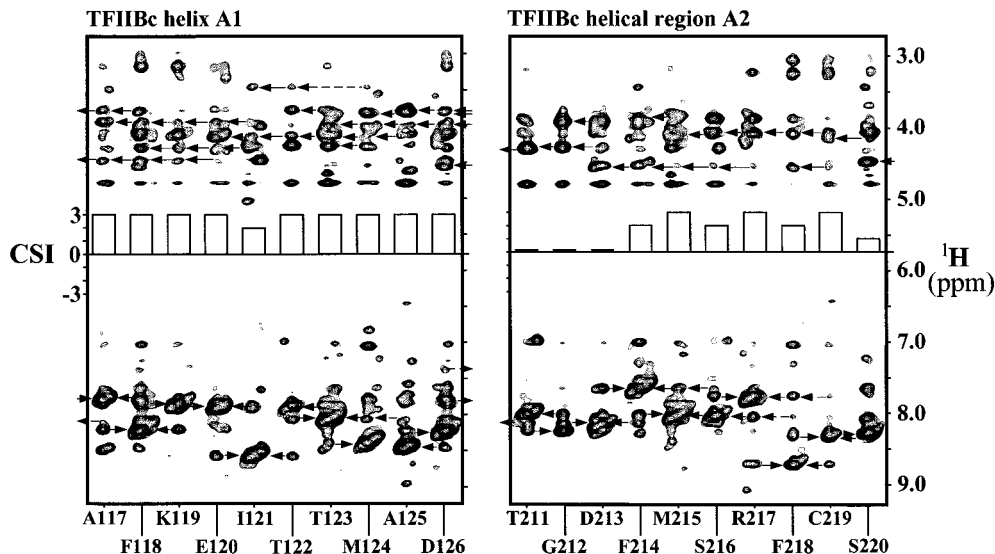 TFIIBc helix A1
TFIIBc helical region A2
3.0
4.0
5.0
3
0
-3
CSI
6.0
¹H
(ppm)
7.0
8.0
9.0
A117 K119 I121 T123 A125
F118 E120 T122 M124 D126
T211 D213 M215 R217 C219
G212 F214 S216 F218 S220